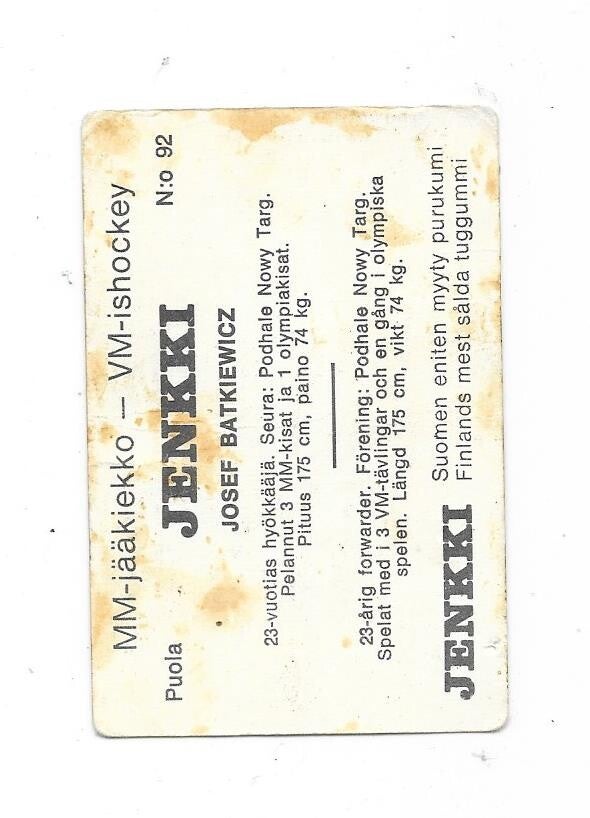 MM-jääkiekko – VM-ishockey
Puola JENKKI N:o 92
JOSEF BATKIEWICZ
23-vuotias hyökkääjä. Seura: Podhale Nowy Targ.
Pelannut 3 MM-kisat ja 1 olympiakisat.
Pituus 175 cm, paino 74 kg.
23-årig forwarder. Förening: Podhale Nowy Targ.
Spelat med i 3 VM-tävlingar och en gång i olympiska
spelen. Längd 175 cm, vikt 74 kg.
JENKKI
Suomen eniten myyty purukumi
Finlands mest sålda tuggummi